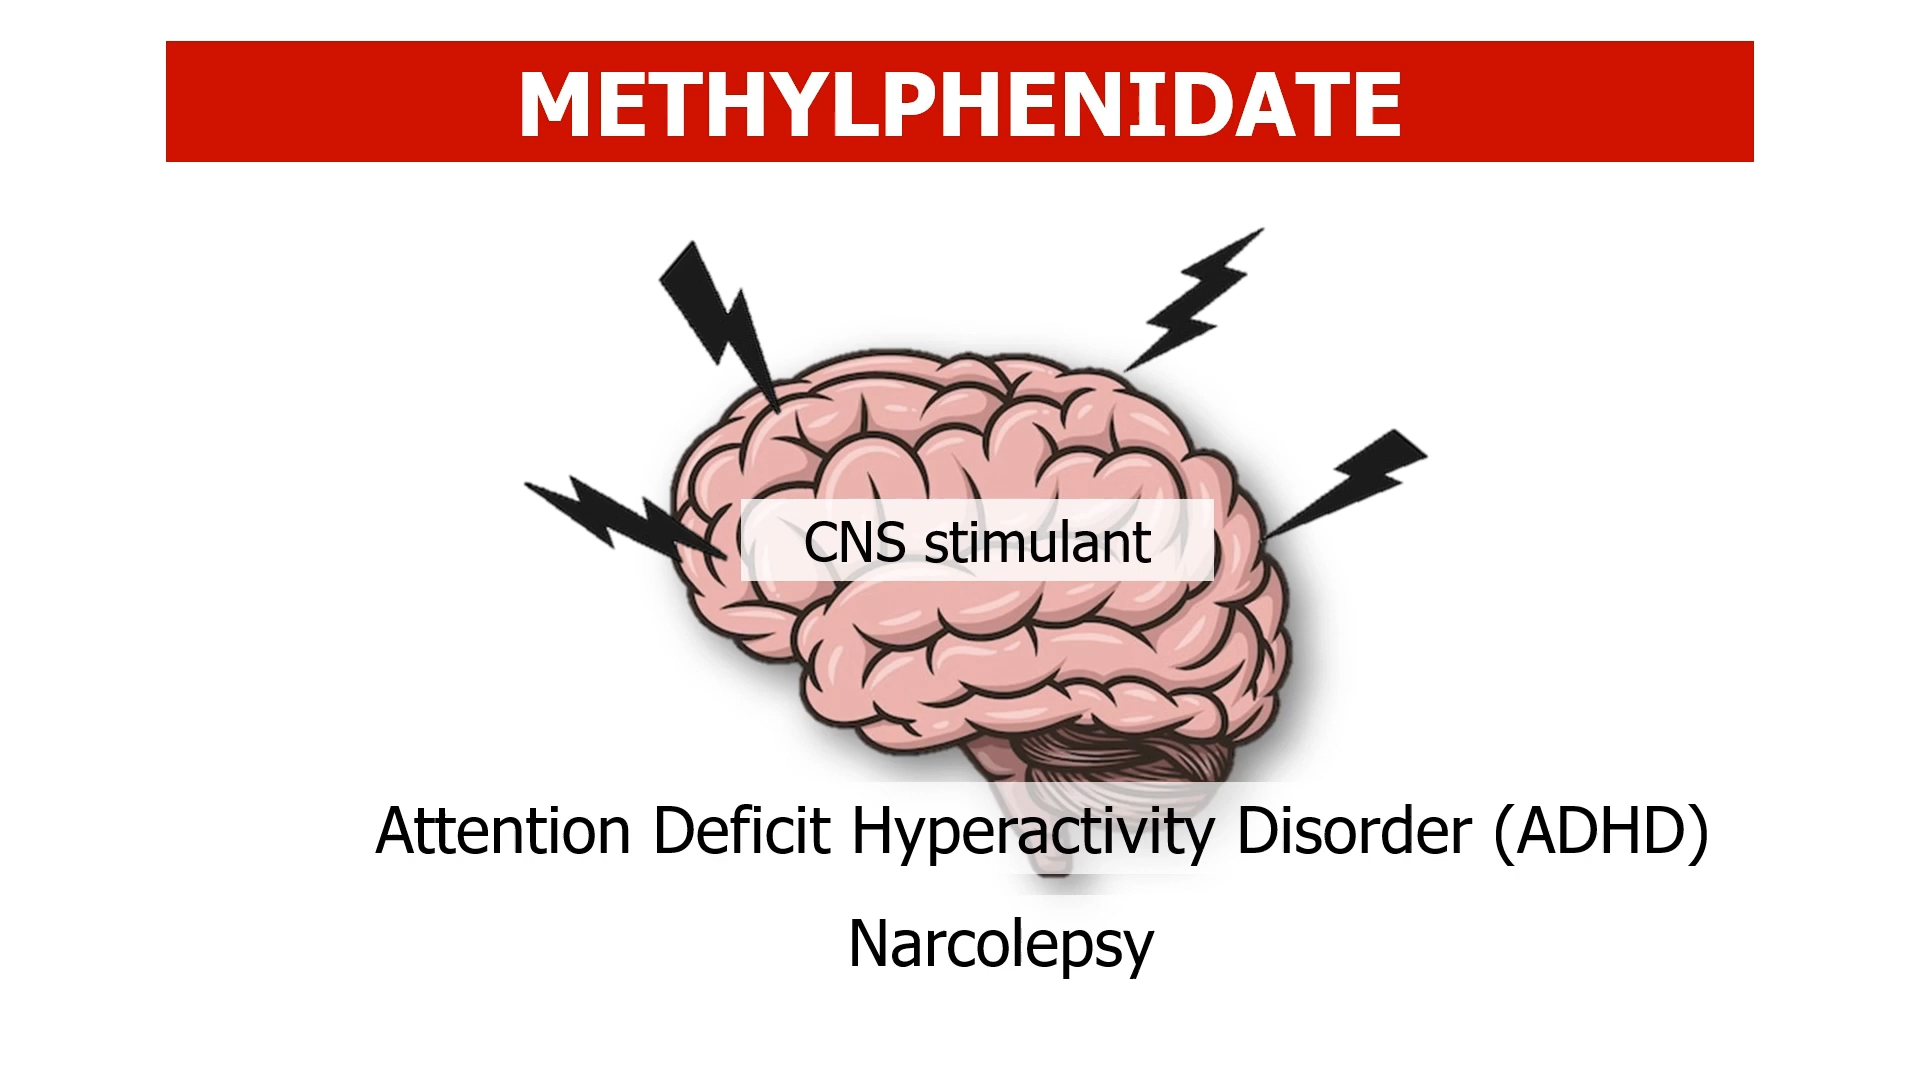 METHYLPHENIDATE
CNS stimulant
Attention Deficit Hyperactivity Disorder (ADHD)
Narcolepsy